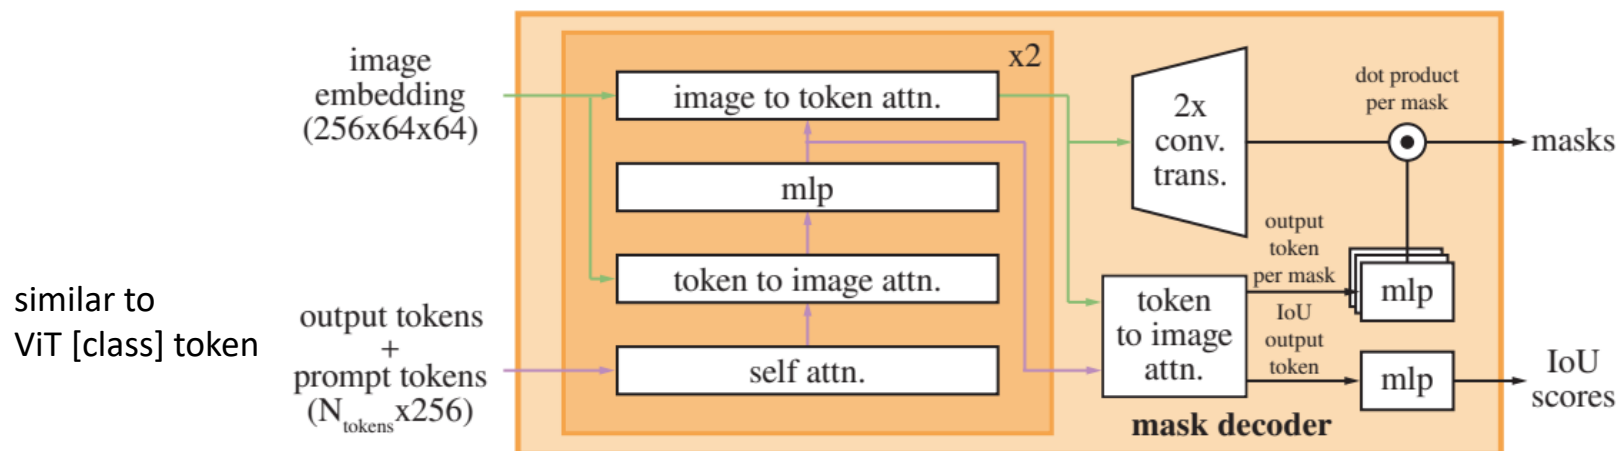 similar to
ViT [class] token
image
embedding
(256x64x64)
output tokens
+
prompt tokens
(N_tokens x256)
x2
image to token attn.
mlp
token to image attn.
self attn.
2x
conv.
trans.
dot product
per mask
masks
output
token
per mask
mlp
token
to image
attn.
IoU
output
token
mlp
IoU
scores
mask decoder